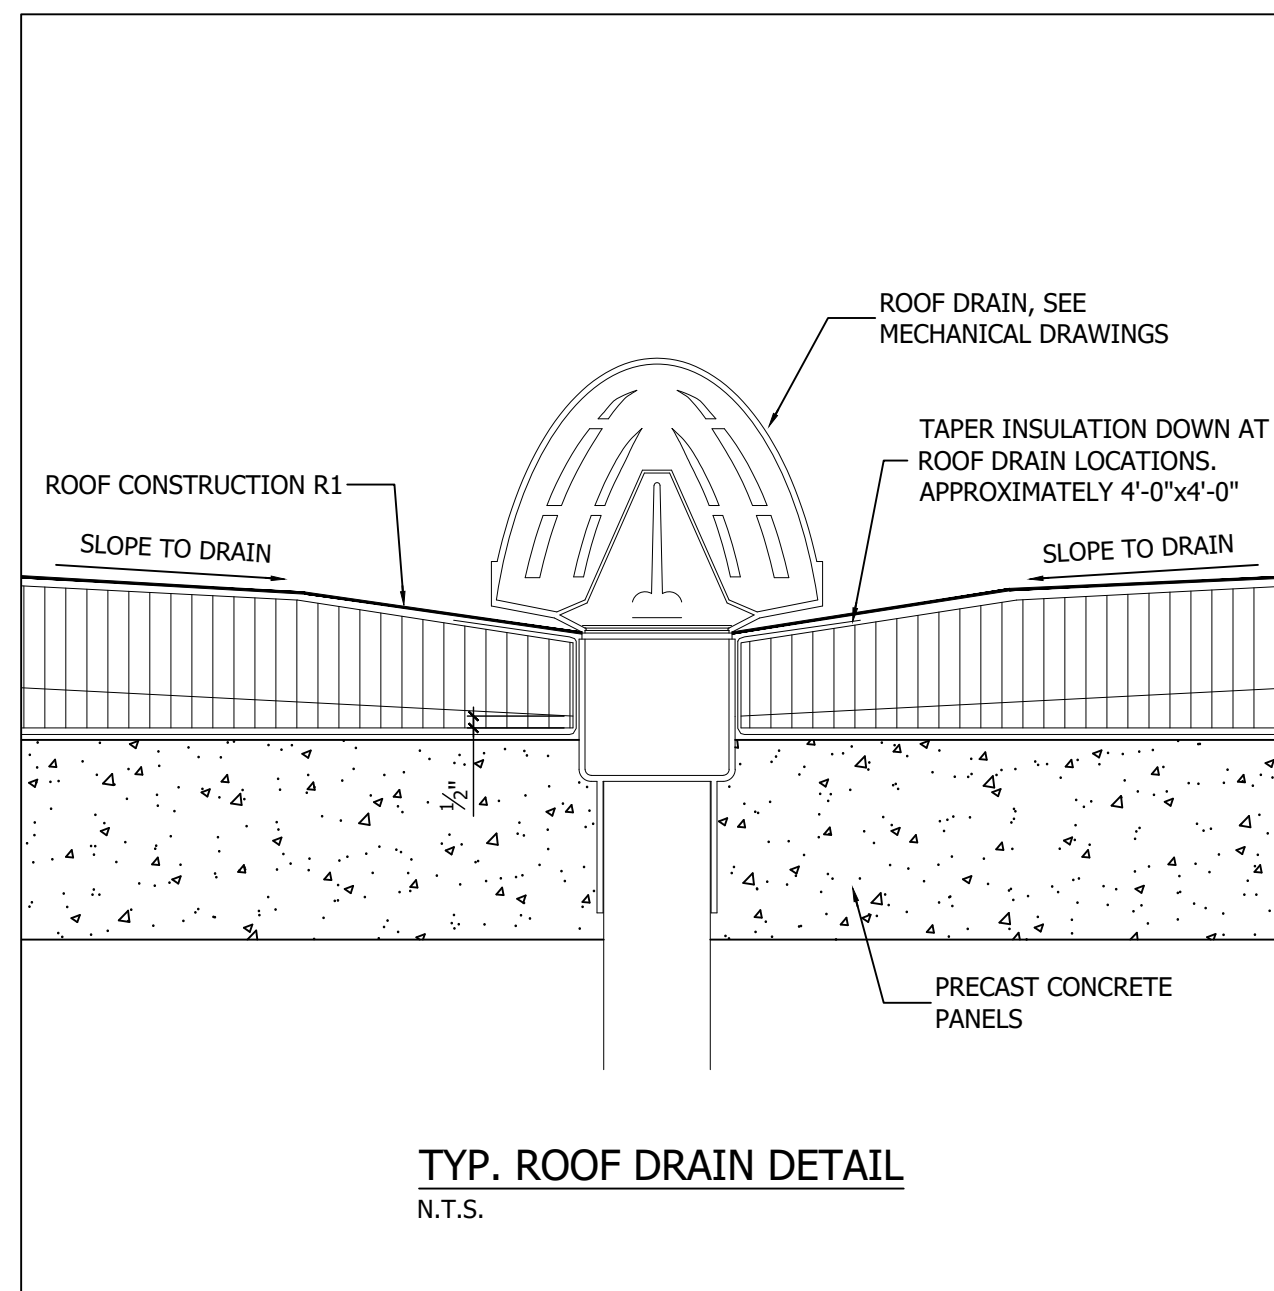 ROOF DRAIN, SEE
MECHANICAL DRAWINGS
TAPER INSULATION DOWN AT
ROOF DRAIN LOCATIONS.
APPROXIMATELY 4'-0"x4'-0"
ROOF CONSTRUCTION R1
SLOPE TO DRAIN
SLOPE TO DRAIN
½"
PRECAST CONCRETE
PANELS
TYP. ROOF DRAIN DETAIL
N.T.S.